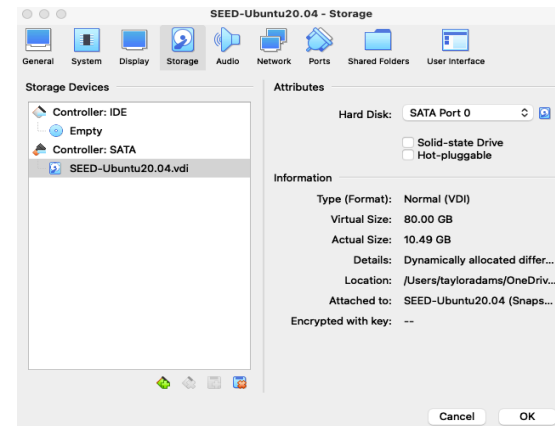 SEED-Ubuntu20.04 - Storage
General System Display Storage Audio Network Ports Shared Folders User Interface
Storage Devices
Controller: IDE
Empty
Controller: SATA
SEED-Ubuntu20.04.vdi
Attributes
Hard Disk: SATA Port 0
Solid-state Drive
Hot-pluggable
Information
Type (Format): Normal (VDI)
Virtual Size: 80.00 GB
Actual Size: 10.49 GB
Details: Dynamically allocated differ...
Location: /Users/tayloradams/OneDriv...
Attached to: SEED-Ubuntu20.04 (Snaps...
Encrypted with key: --
Cancel OK